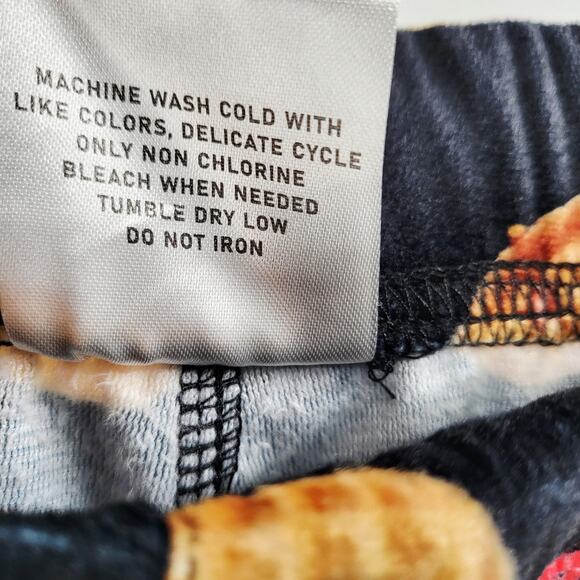 MACHINE WASH COLD WITH
LIKE COLORS, DELICATE CYCLE
ONLY NON CHLORINE
BLEACH WHEN NEEDED
TUMBLE DRY LOW
DO NOT IRON